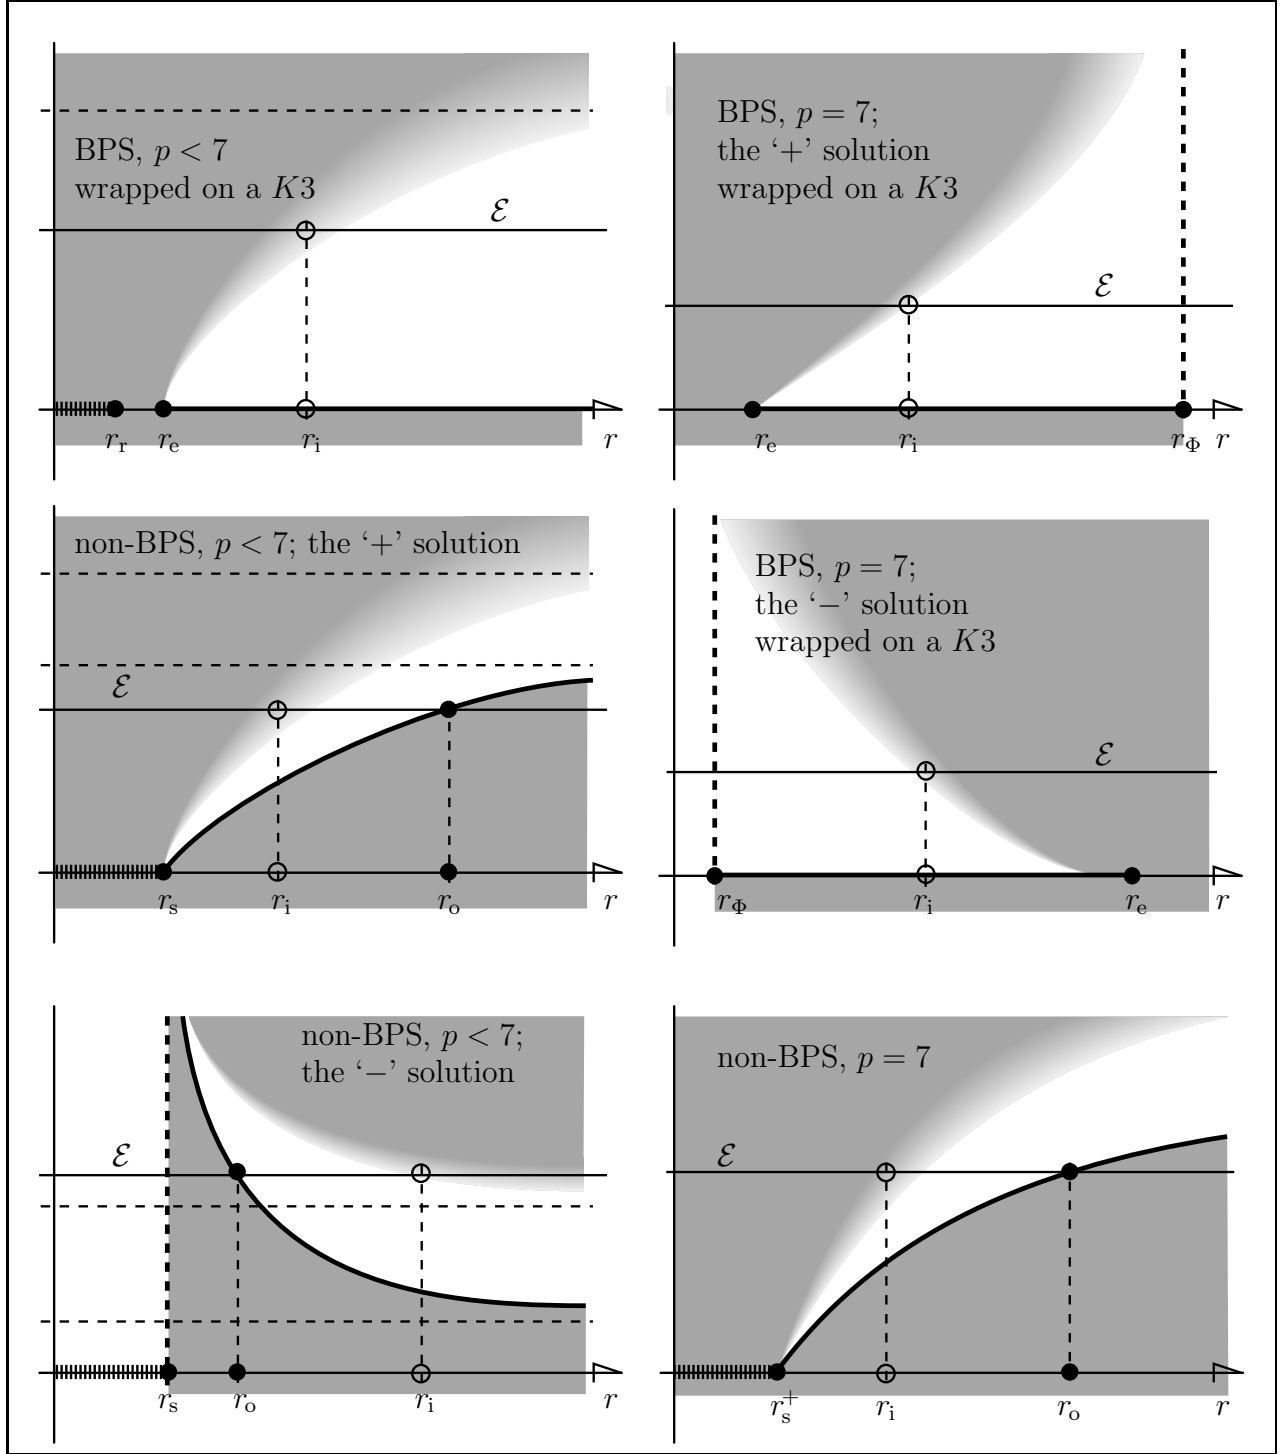 BPS, p < 7
wrapped on a K3
ℰ
r_r r_e r_i r
BPS, p = 7;
the ‘+’ solution
wrapped on a K3
ℰ
r_e r_i r_Φ r
non-BPS, p < 7; the ‘+’ solution
ℰ
r_s r_i r_o r
BPS, p = 7;
the ‘−’ solution
wrapped on a K3
ℰ
r_Φ r_i r_e r
non-BPS, p < 7;
the ‘−’ solution
ℰ
r_s r_o r_i r
non-BPS, p = 7
ℰ
r_s^+ r_i r_o r